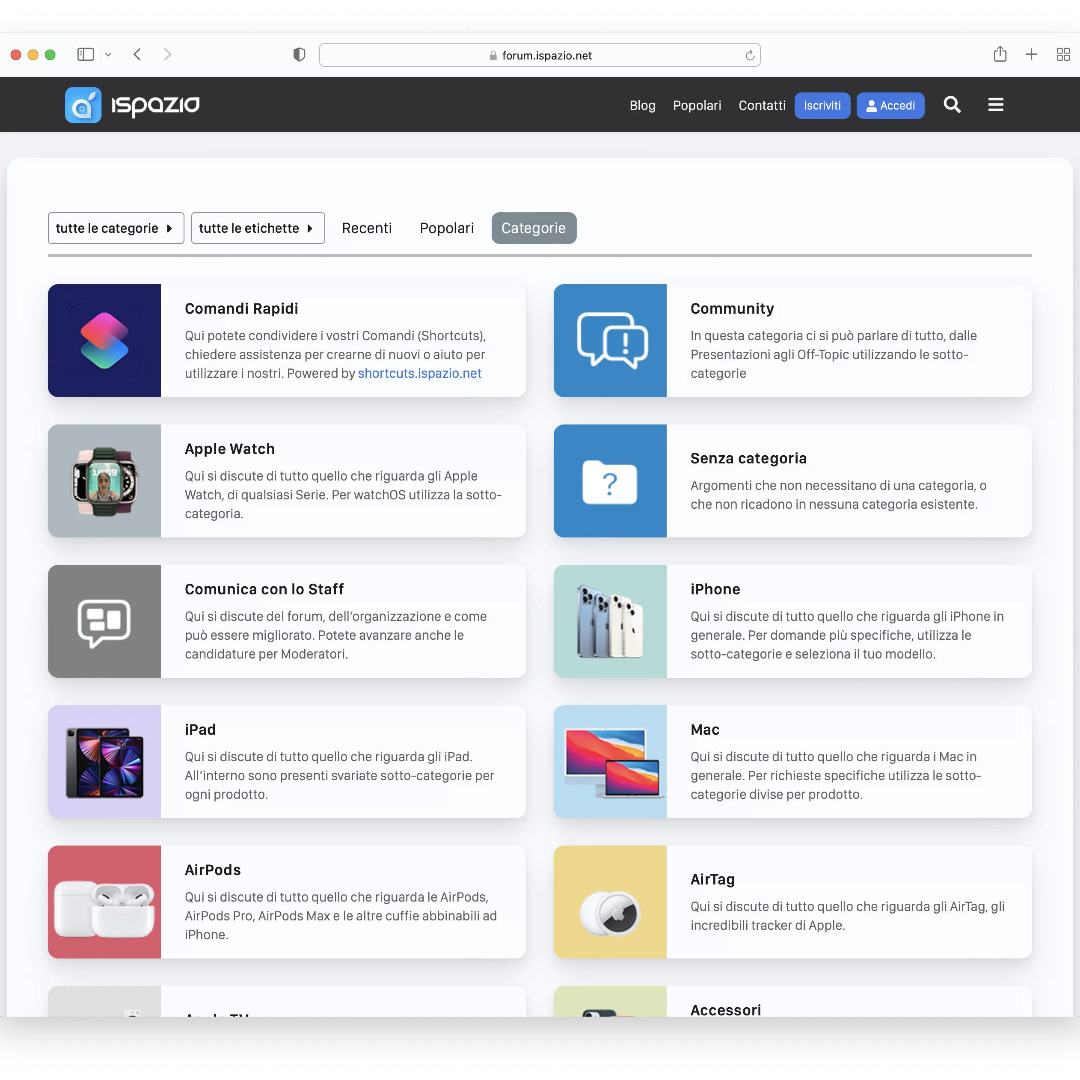 forum.ispazio.net
ispazio
Blog
Popolari
Contatti
Iscriviti
Accedi
tutte le categorie
tutte le etichette
Recenti
Popolari
Categorie
Comandi Rapidi
Qui potete condividere i vostri Comandi (Shortcuts),
chiedere assistenza per crearne di nuovi o aiuto per
utilizzare i nostri. Powered by shortcuts.ispazio.net
Community
In questa categoria ci si può parlare di tutto, dalle
Presentazioni agli Off-Topic utilizzando le sotto-
categorie
Apple Watch
Qui si discute di tutto quello che riguarda gli Apple
Watch, di qualsiasi Serie. Per watchOS utilizza la sotto-
categoria.
Senza categoria
Argomenti che non necessitano di una categoria, o
che non ricadono in nessuna categoria esistente.
Comunica con lo Staff
Qui si discute del forum, dell'organizzazione e come
può essere migliorato. Potete avanzare anche le
candidature per Moderatori.
iPhone
Qui si discute di tutto quello che riguarda gli iPhone in
generale. Per domande più specifiche, utilizza le
sotto-categorie e seleziona il tuo modello.
iPad
Qui si discute di tutto quello che riguarda gli iPad.
All'interno sono presenti svariate sotto-categorie per
ogni prodotto.
Mac
Qui si discute di tutto quello che riguarda i Mac in
generale. Per richieste specifiche utilizza le sotto-
categorie divise per prodotto.
AirPods
Qui si discute di tutto quello che riguarda le AirPods,
AirPods Pro, AirPods Max e le altre cuffie abbinabili ad
iPhone.
AirTag
Qui si discute di tutto quello che riguarda gli AirTag, gli
incredibili tracker di Apple.
Apple TV
Accessori